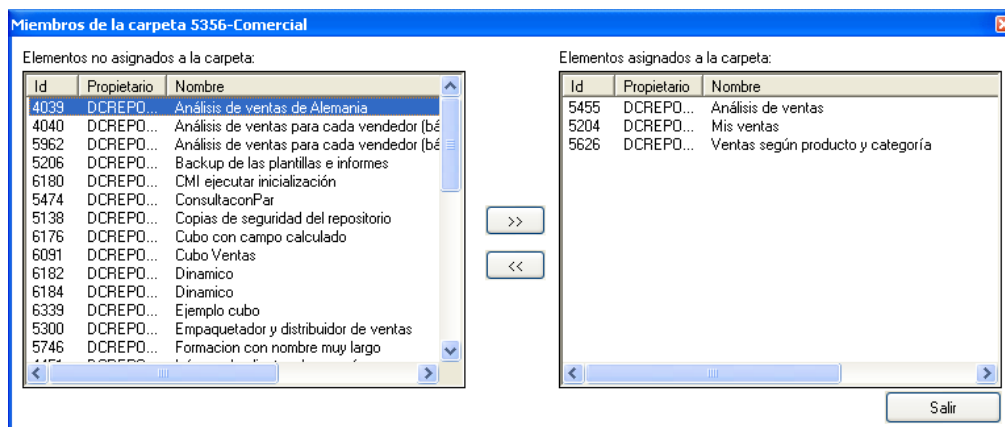 Miembros de la carpeta 5356-Comercial
Elementos no asignados a la carpeta:
Id Propietario Nombre
4039 DCREPO... Análisis de ventas de Alemania
4040 DCREPO... Análisis de ventas para cada vendedor (bá
5962 DCREPO... Análisis de ventas para cada vendedor (bá
5206 DCREPO... Backup de las plantillas e informes
6180 DCREPO... CMI ejecutar inicialización
5474 DCREPO... ConsultaconPar
5138 DCREPO... Copias de seguridad del repositorio
6176 DCREPO... Cubo con campo calculado
6091 DCREPO... Cubo Ventas
6182 DCREPO... Dinamico
6184 DCREPO... Dinamico
6339 DCREPO... Ejemplo cubo
5300 DCREPO... Empaquetador y distribuidor de ventas
5746 DCREPO... Formacion con nombre muy largo
>>
<<
Elementos asignados a la carpeta:
Id Propietario Nombre
5455 DCREPO... Análisis de ventas
5204 DCREPO... Mis ventas
5626 DCREPO... Ventas según producto y categoría
Salir